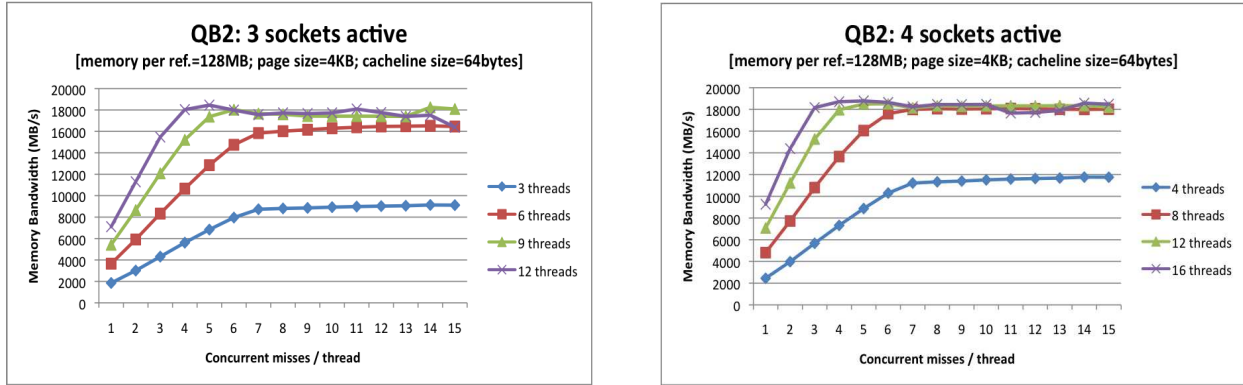 QB2: 3 sockets active
[memory per ref.=128MB; page size=4KB; cacheline size=64bytes]
Memory Bandwidth (MB/s)
20000
18000
16000
14000
12000
10000
8000
6000
4000
2000
0
1 2 3 4 5 6 7 8 9 10 11 12 13 14 15
Concurrent misses / thread
3 threads
6 threads
9 threads
12 threads
QB2: 4 sockets active
[memory per ref.=128MB; page size=4KB; cacheline size=64bytes]
Memory Bandwidth (MB/s)
20000
18000
16000
14000
12000
10000
8000
6000
4000
2000
0
1 2 3 4 5 6 7 8 9 10 11 12 13 14 15
Concurrent misses / thread
4 threads
8 threads
12 threads
16 threads